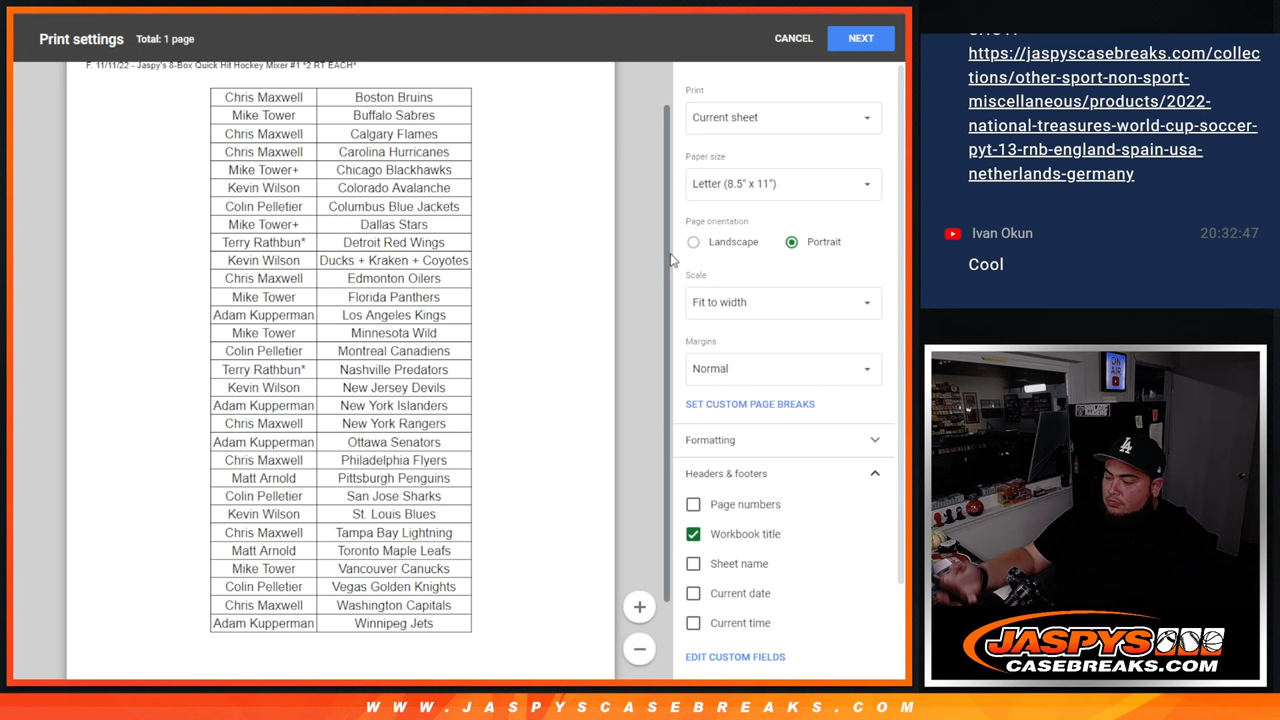 Print settings Total: 1 page
CANCEL NEXT
F. 11/11/22 - Jaspy's 8-Box Quick Hit Hockey Mixer #1 *2 RT EACH*
Chris Maxwell Boston Bruins
Mike Tower Buffalo Sabres
Chris Maxwell Calgary Flames
Chris Maxwell Carolina Hurricanes
Mike Tower+ Chicago Blackhawks
Kevin Wilson Colorado Avalanche
Colin Pelletier Columbus Blue Jackets
Mike Tower+ Dallas Stars
Terry Rathbun* Detroit Red Wings
Kevin Wilson Ducks + Kraken + Coyotes
Chris Maxwell Edmonton Oilers
Mike Tower Florida Panthers
Adam Kupperman Los Angeles Kings
Mike Tower Minnesota Wild
Colin Pelletier Montreal Canadiens
Terry Rathbun* Nashville Predators
Kevin Wilson New Jersey Devils
Adam Kupperman New York Islanders
Chris Maxwell New York Rangers
Adam Kupperman Ottawa Senators
Chris Maxwell Philadelphia Flyers
Matt Arnold Pittsburgh Penguins
Colin Pelletier San Jose Sharks
Kevin Wilson St. Louis Blues
Chris Maxwell Tampa Bay Lightning
Matt Arnold Toronto Maple Leafs
Mike Tower Vancouver Canucks
Colin Pelletier Vegas Golden Knights
Chris Maxwell Washington Capitals
Adam Kupperman Winnipeg Jets
Print
Current sheet
Paper size
Letter (8.5" x 11")
Page orientation
Landscape Portrait
Scale
Fit to width
Margins
Normal
SET CUSTOM PAGE BREAKS
Formatting
Headers & footers
Page numbers
Workbook title
Sheet name
Current date
Current time
EDIT CUSTOM FIELDS
https://jaspyscasebreaks.com/collec
tions/other-sport-non-sport-
miscellaneous/products/2022-
national-treasures-world-cup-soccer-
pyt-13-rnb-england-spain-usa-
netherlands-germany
Ivan Okun 20:32:47
Cool
ON
AIR
LA
JASPYS
CASEBREAKS.COM
WWW.JASPYSCASEBREAKS.COM